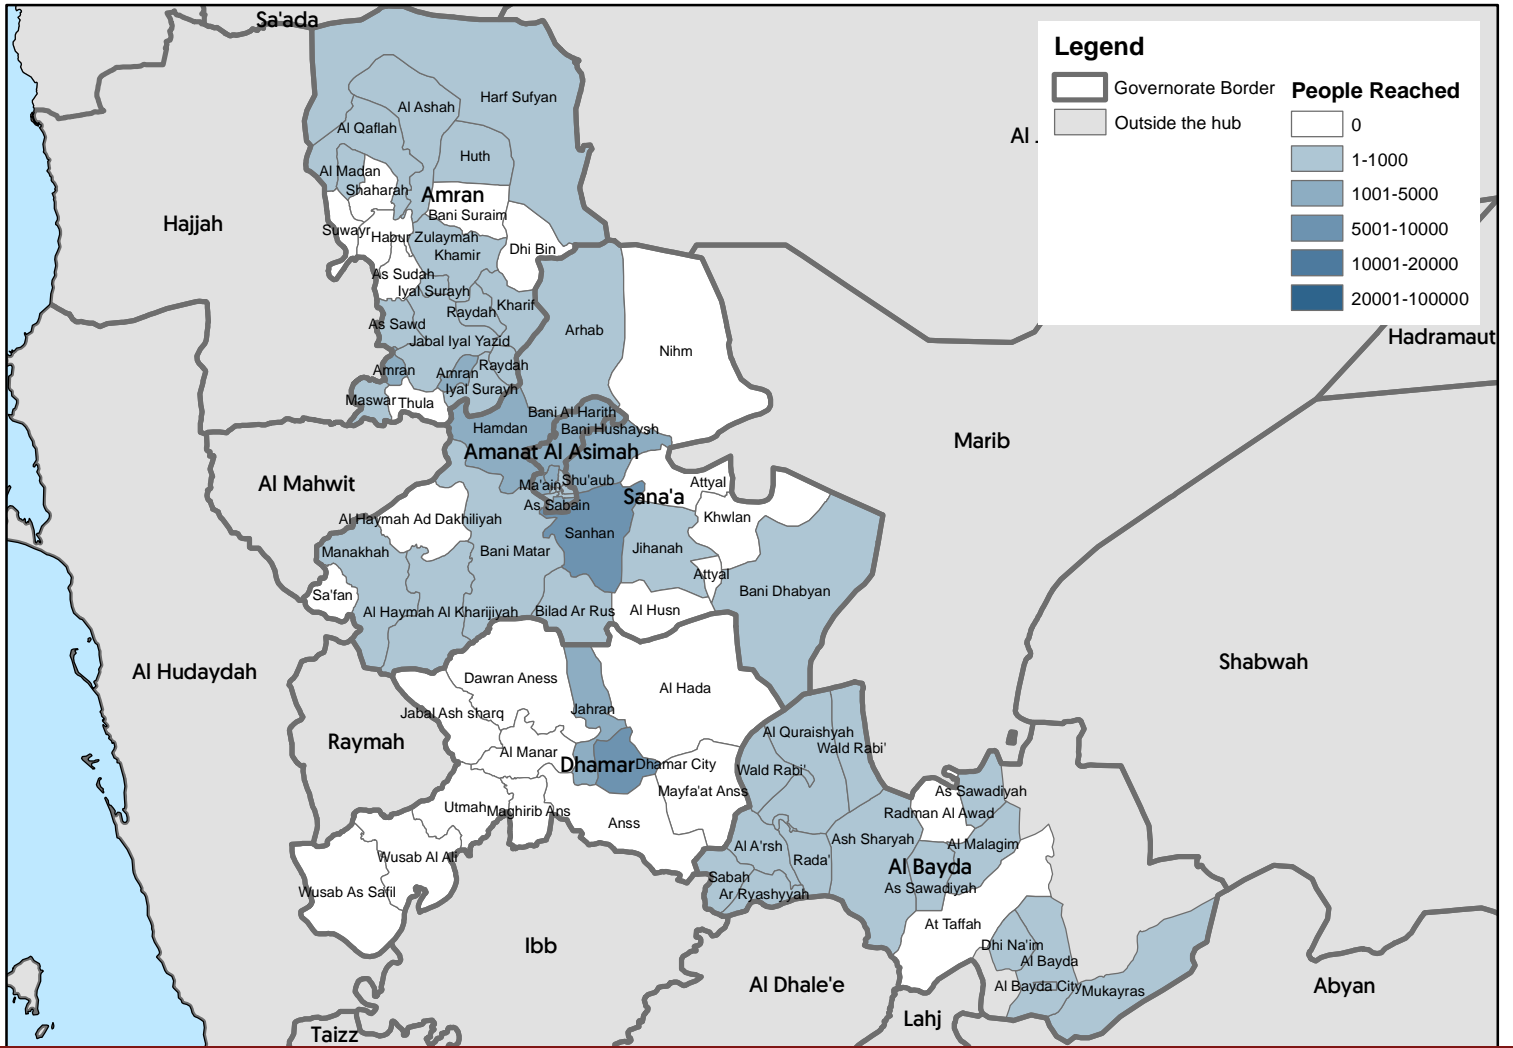 Sa'ada
Legend
Governorate Border
Outside the hub
People Reached
0
1-1000
1001-5000
5001-10000
10001-20000
20001-100000
Harf Sufyan
Al Ashah
Al Qaflah
Al .
Huth
Al Madan
Shaharah
Amran
Bani Suraim
Hajjah
Suwayr
Habur Zulaymah
Dhi Bin
Khamir
As Sudah
Iyal Surayh
Kharif
Raydah
As Sawd
Arhab
Jabal Iyal Yazid
Hadramaut
Nihm
Amran
Amran
Raydah
Iyal Surayh
Maswar
Thula
Bani Al Harith
Hamdan
Bani Hushaysh
Marib
Amanat Al Asimah
Al Mahwit
Ma'ain
Shu'aub
Attyal
Sana'a
As Sabain
Al Haymah Ad Dakhiliyah
Khwlan
Sanhan
Manakhah
Bani Matar
Jihanah
Attyal
Sa'fan
Bani Dhabyan
Al Haymah Al Kharijiyah
Bilad Ar Rus
Al Husn
Al Hudaydah
Shabwah
Dawran Aness
Al Hada
Jabal Ash sharq
Jahran
Raymah
Al Quraishyah
Wald Rabi'
Al Manar
Dhamar
Dhamar City
Wald Rabi'
Mayfa'at Anss
As Sawadiyah
Utmah
Maghirib Ans
Radman Al Awad
Anss
Ash Sharyah
Al A'rsh
Al Malagim
Wusab Al Ali
Rada'
Al Bayda
Sabah
As Sawadiyah
Wusab As Safil
Ar Ryashyyah
At Taffah
Ibb
Dhi Na'im
Al Bayda
Al Dhale'e
Al Bayda City
Mukayras
Abyan
Lahj
Taizz